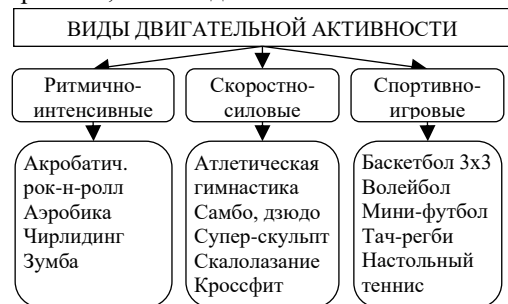 ВИДЫ ДВИГАТЕЛЬНОЙ АКТИВНОСТИ
Ритмично-
интенсивные
Скоростно-
силовые
Спортивно-
игровые
Акробатич.
рок-н-ролл
Аэробика
Чирлидинг
Зумба
Атлетическая
гимнастика
Самбо, дзюдо
Супер-скульпт
Скалолазание
Кроссфит
Баскетбол 3х3
Волейбол
Мини-футбол
Тач-регби
Настольный
теннис